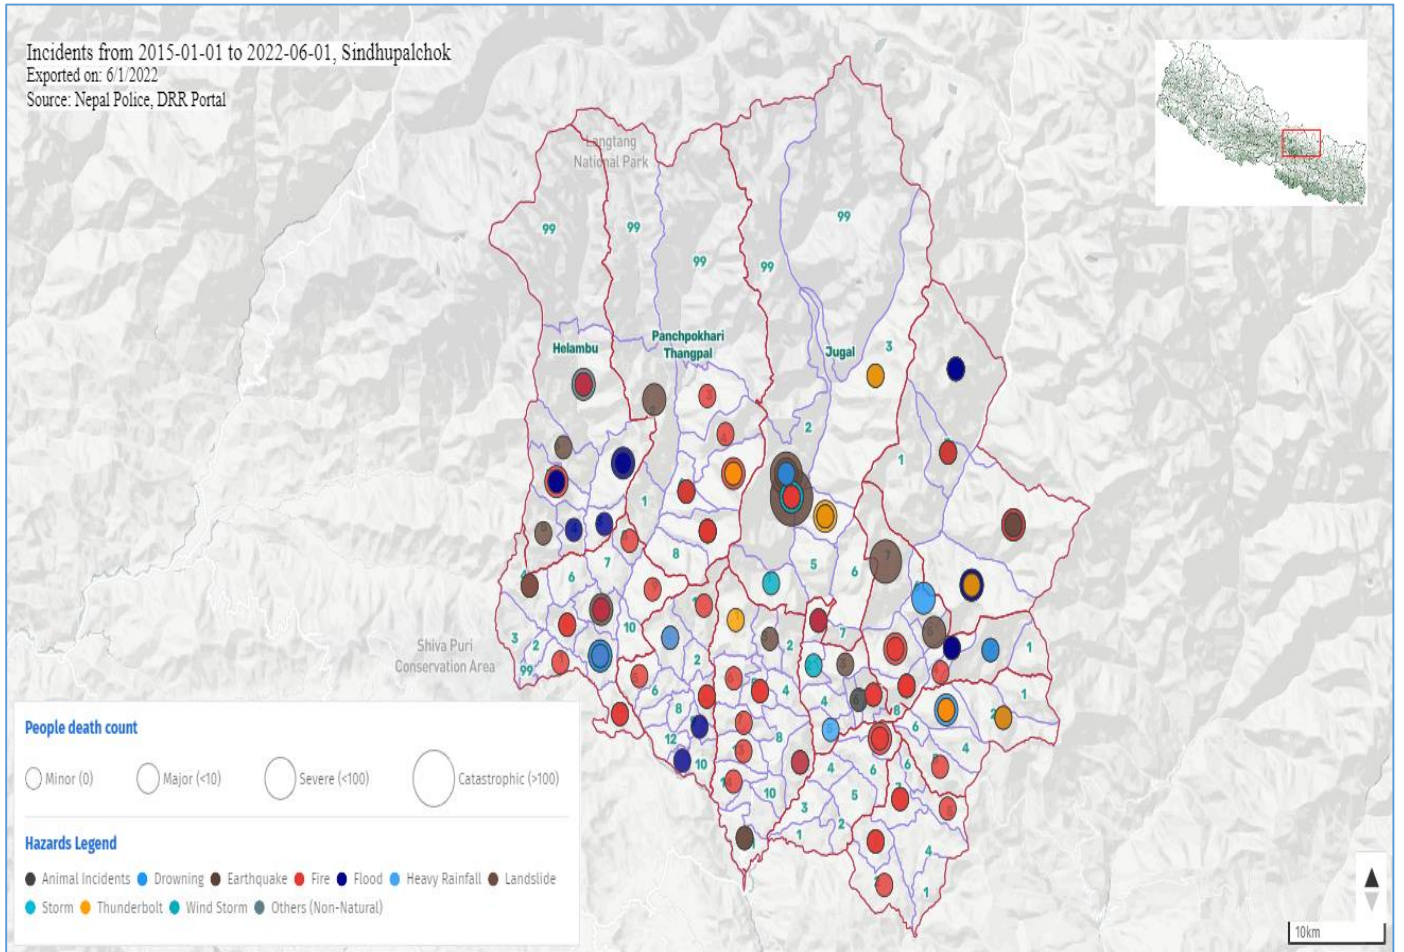 Incidents from 2015-01-01 to 2022-06-01, Sindhupalchok
Exported on: 6/1/2022
Source: Nepal Police, DRR Portal
Langtang
National Park
99
99
99
99
99
Helambu
Panchpokhari
Thangpal
Jugal
3
2
1
1
8
5
6
7
6
7
3
2
99
10
Shiva Puri
Conservation Area
2
2
7
1
6
4
4
8
1
8
6
12
10
8
4
4
6
6
10
3
5
2
1
4
1
People death count
Minor (0)
Major (<10)
Severe (<100)
Catastrophic (>100)
Hazards Legend
Animal Incidents
Drowning
Earthquake
Fire
Flood
Heavy Rainfall
Landslide
Storm
Thunderbolt
Wind Storm
Others (Non-Natural)
10km